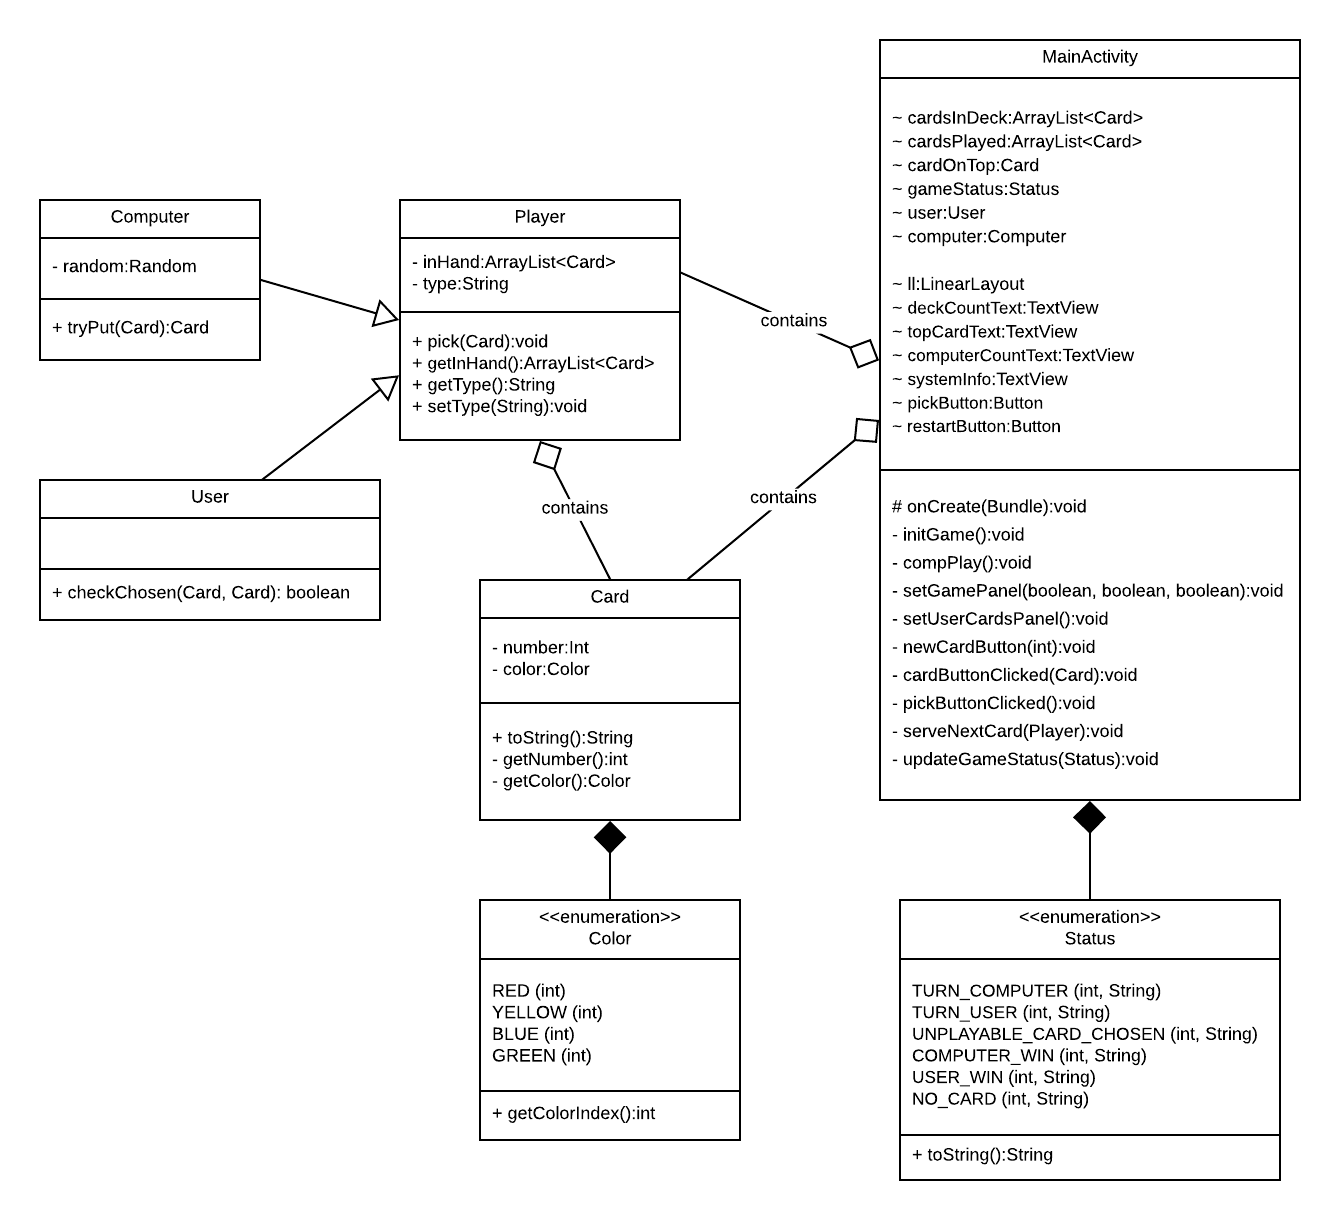 MainActivity
~ cardsInDeck:ArrayList<Card>
~ cardsPlayed:ArrayList<Card>
~ cardOnTop:Card
~ gameStatus:Status
~ user:User
~ computer:Computer
~ ll:LinearLayout
~ deckCountText:TextView
~ topCardText:TextView
~ computerCountText:TextView
~ systemInfo:TextView
~ pickButton:Button
~ restartButton:Button
# onCreate(Bundle):void
- initGame():void
- compPlay():void
- setGamePanel(boolean, boolean, boolean):void
- setUserCardsPanel():void
- newCardButton(int):void
- cardButtonClicked(Card):void
- pickButtonClicked():void
- serveNextCard(Player):void
- updateGameStatus(Status):void
Computer
- random:Random
+ tryPut(Card):Card
Player
- inHand:ArrayList<Card>
- type:String
+ pick(Card):void
+ getInHand():ArrayList<Card>
+ getType():String
+ setType(String):void
contains
contains
contains
User
+ checkChosen(Card, Card): boolean
Card
- number:Int
- color:Color
+ toString():String
- getNumber():int
- getColor():Color
<<enumeration>>
Color
RED (int)
YELLOW (int)
BLUE (int)
GREEN (int)
+ getColorIndex():int
<<enumeration>>
Status
TURN_COMPUTER (int, String)
TURN_USER (int, String)
UNPLAYABLE_CARD_CHOSEN (int, String)
COMPUTER_WIN (int, String)
USER_WIN (int, String)
NO_CARD (int, String)
+ toString():String